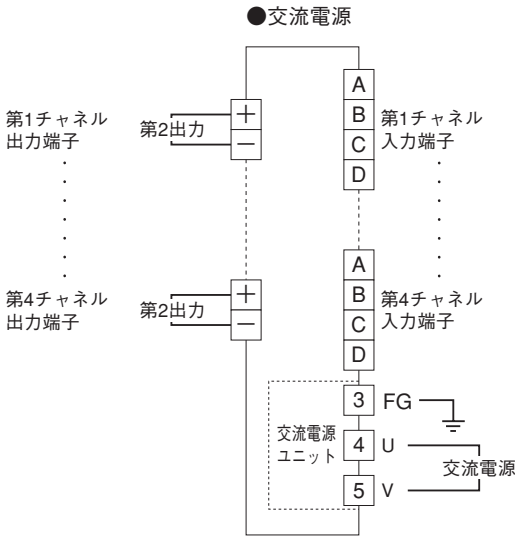 ●交流電源
第1チャネル
出力端子
第2出力
+
−
A
B
C
D
第1チャネル
入力端子
第4チャネル
出力端子
第2出力
+
−
A
B
C
D
第4チャネル
入力端子
交流電源
ユニット
3 FG
4 U
5 V
交流電源